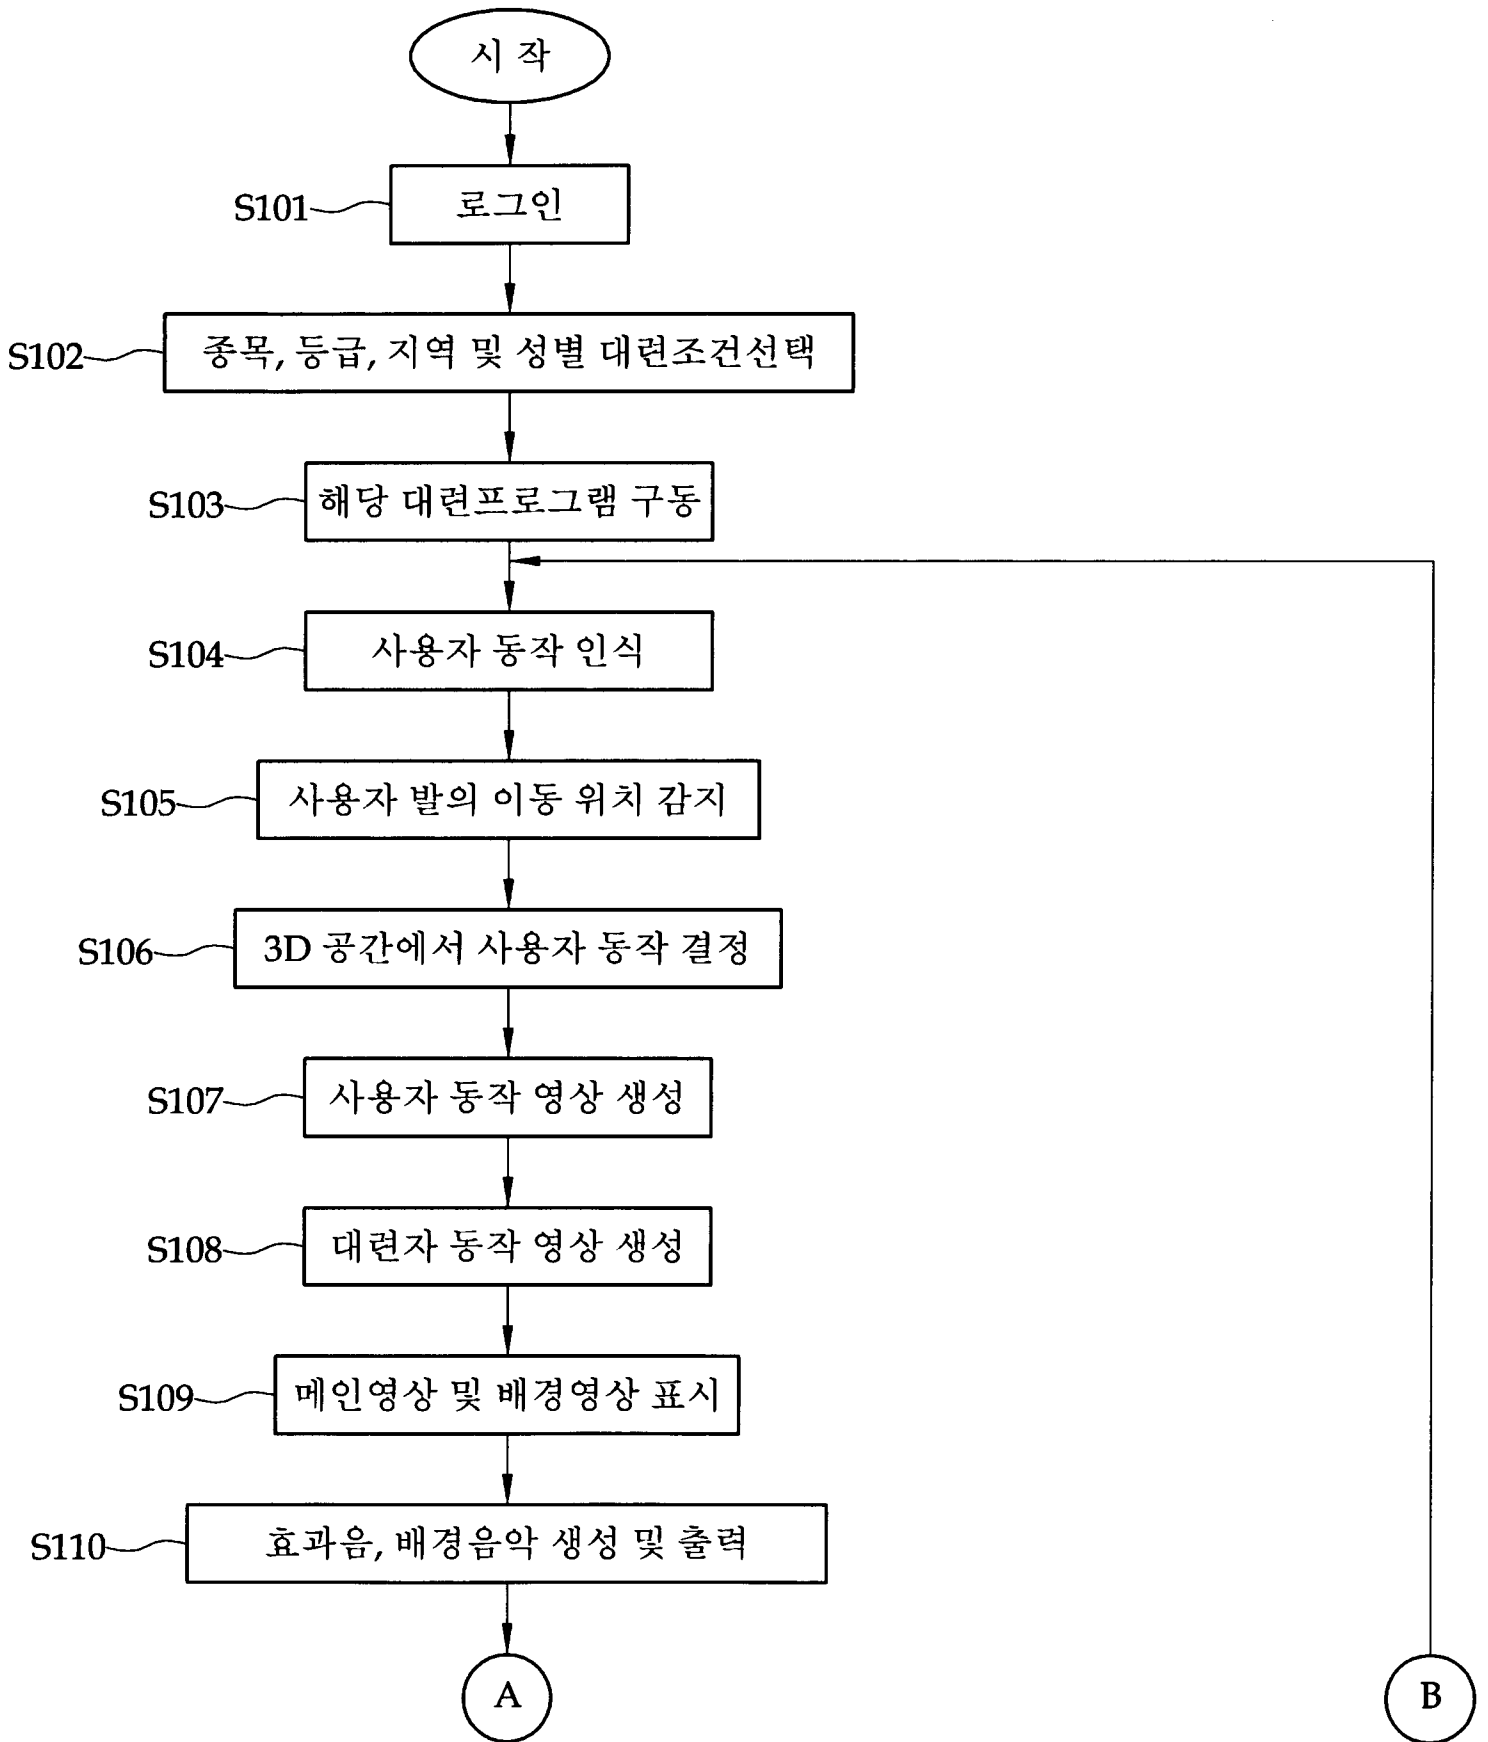 시 작
S101 로그인
S102 종목, 등급, 지역 및 성별 대련조건선택
S103 해당 대련프로그램 구동
S104 사용자 동작 인식
S105 사용자 발의 이동 위치 감지
S106 3D 공간에서 사용자 동작 결정
S107 사용자 동작 영상 생성
S108 대련자 동작 영상 생성
S109 메인영상 및 배경영상 표시
S110 효과음, 배경음악 생성 및 출력
A B